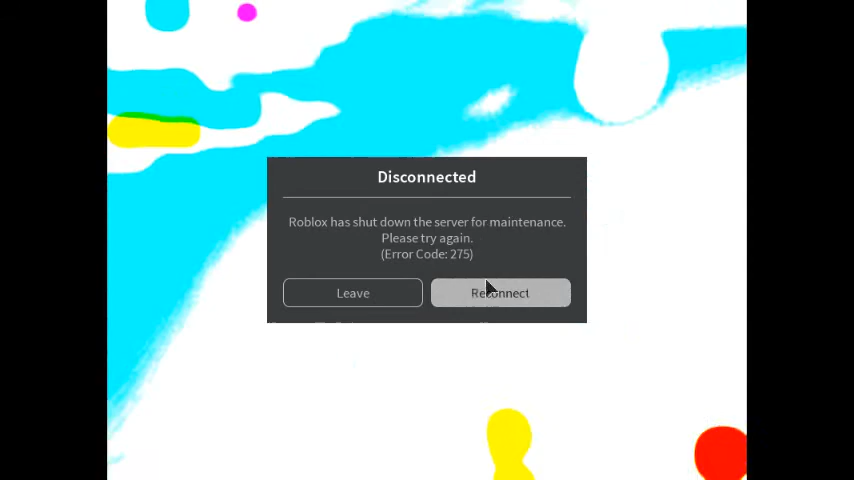 Disconnected
Roblox has shut down the server for maintenance.
Please try again.
(Error Code: 275)
Leave
Reconnect